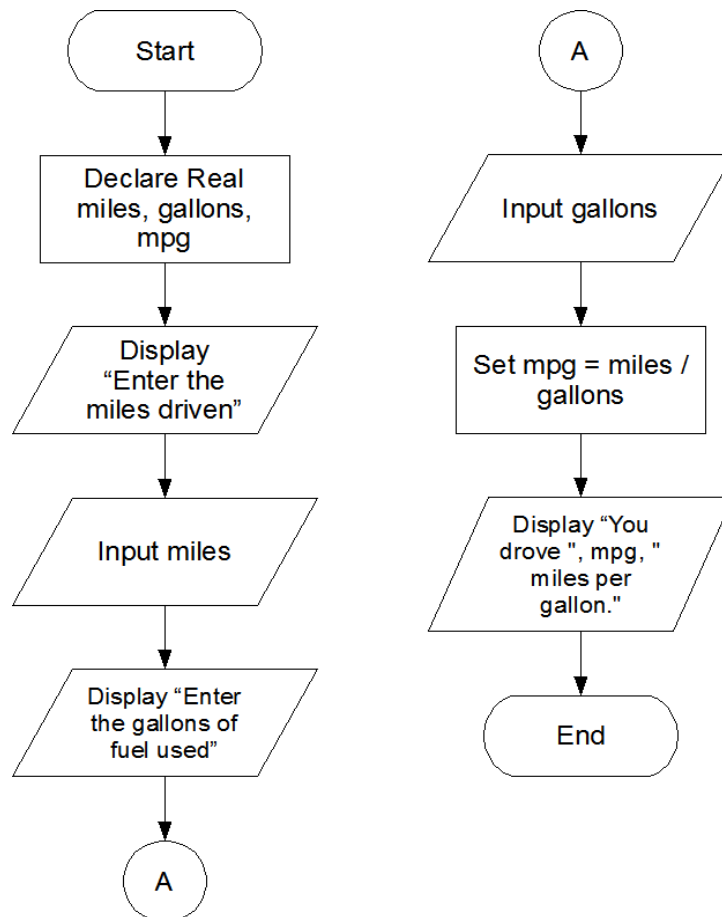 Start
Declare Real
miles, gallons,
mpg
Display
“Enter the
miles driven”
Input miles
Display “Enter
the gallons of
fuel used”
A
A
Input gallons
Set mpg = miles /
gallons
Display “You
drove ", mpg, "
miles per
gallon."
End